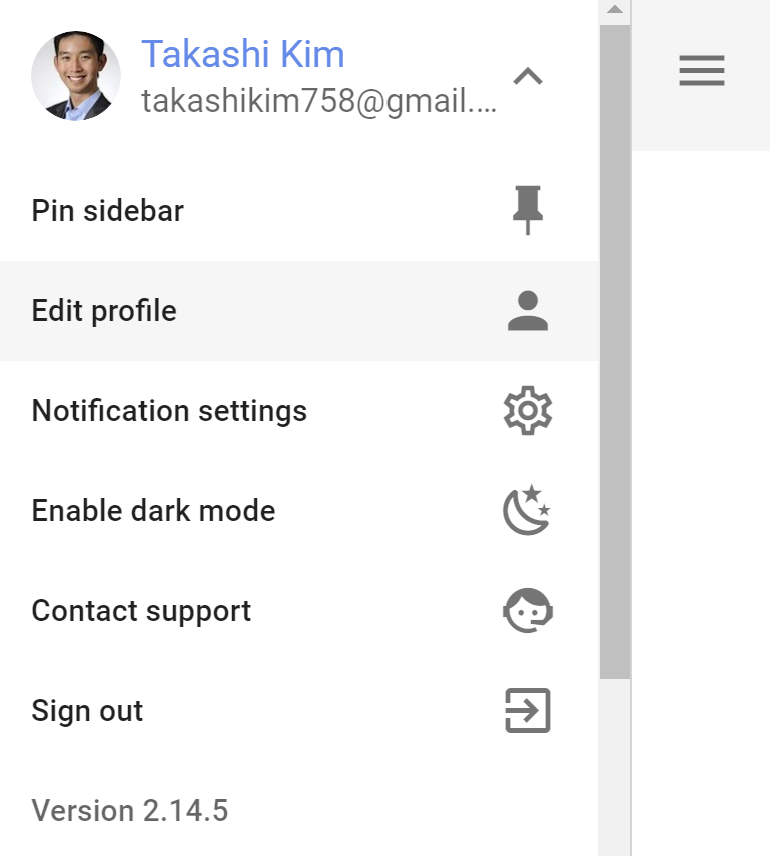 Takashi Kim
takashikim758@gmail....
Pin sidebar
Edit profile
Notification settings
Enable dark mode
Contact support
Sign out
Version 2.14.5